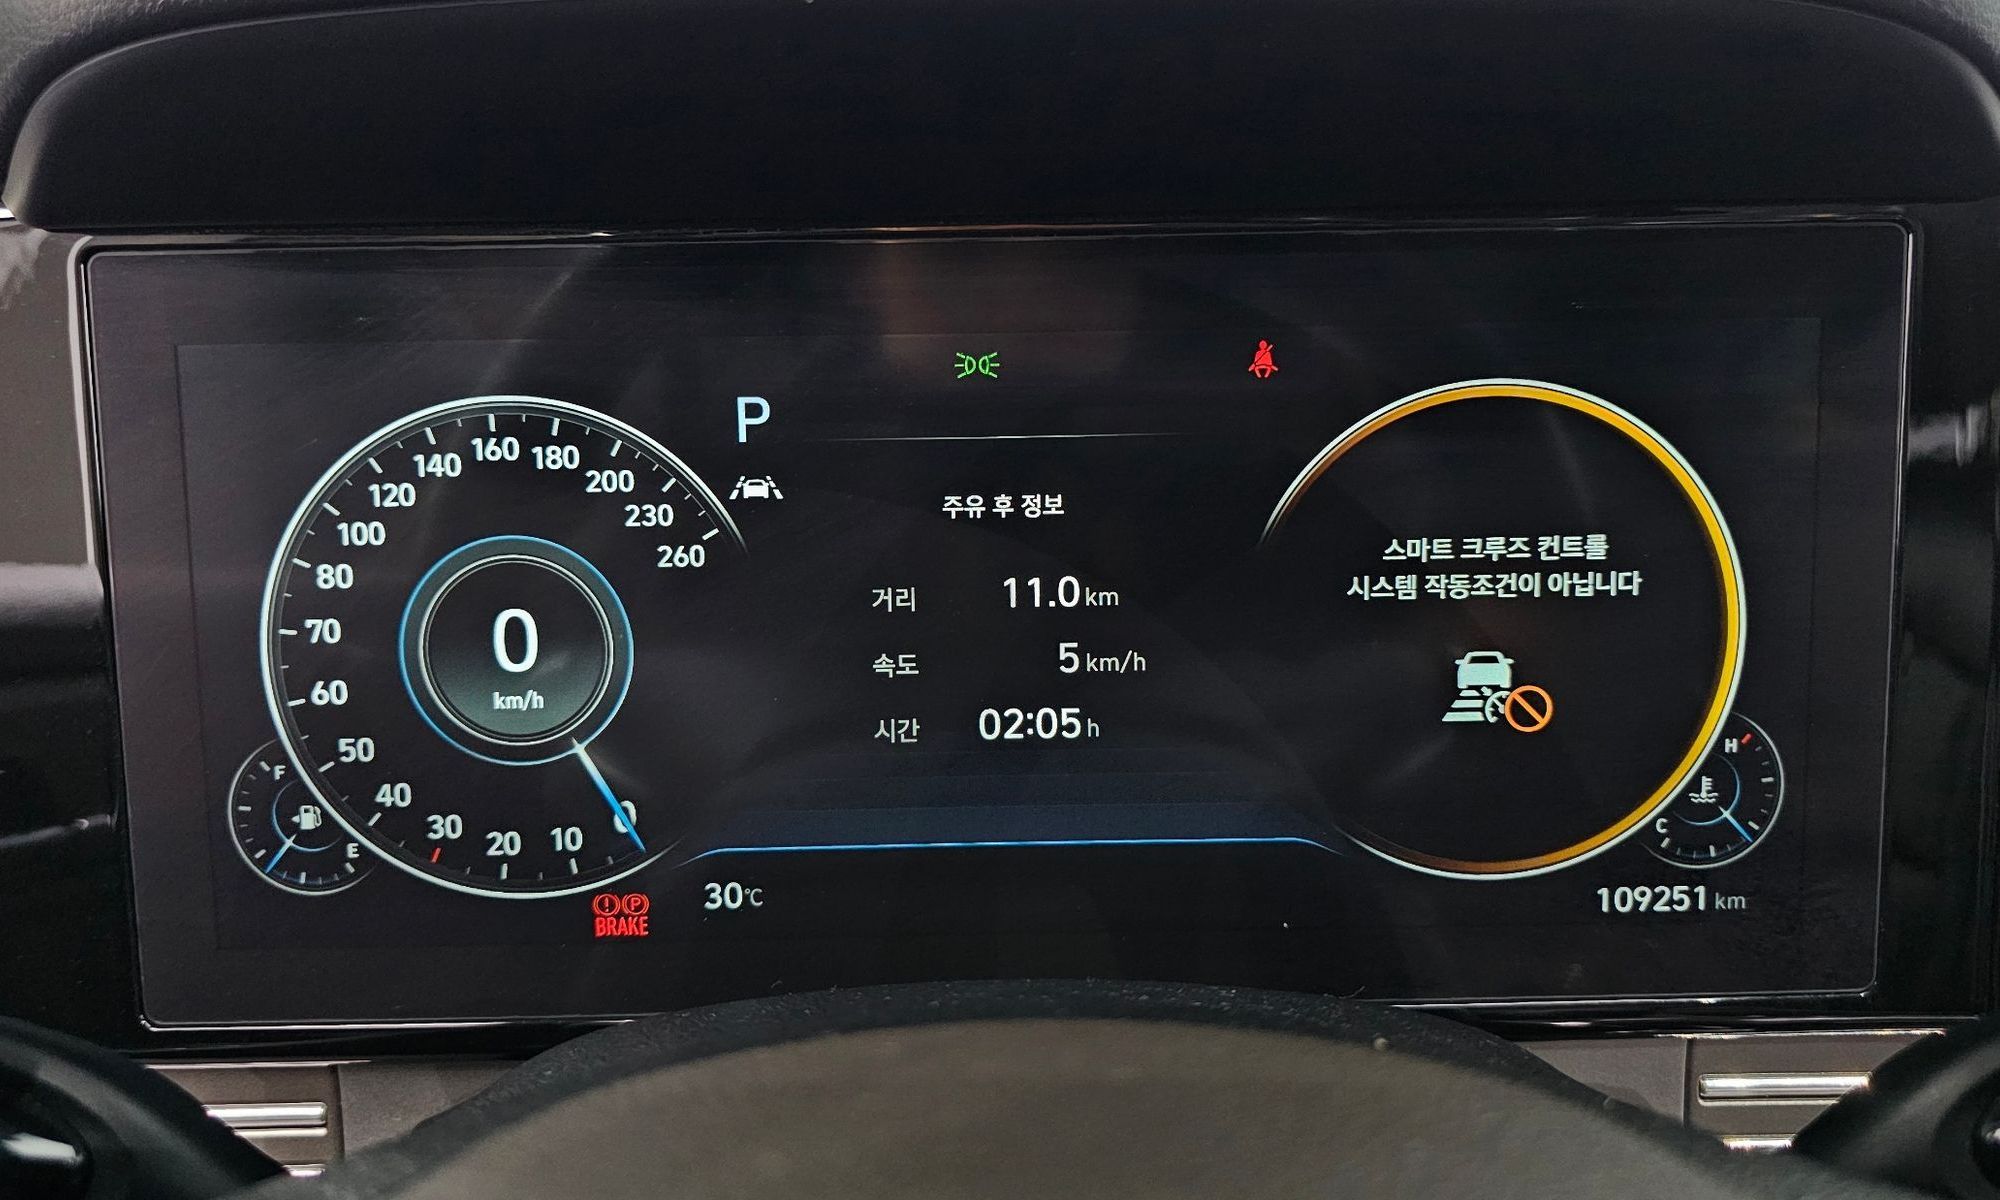 P
160
140 180
120 200
100 230
80 260
70
60
50
40
30
20
10
0
0
km/h
F
E
BRAKE
30°C
주유 후 정보
거리 11.0 km
속도 5 km/h
시간 02:05 h
스마트 크루즈 컨트롤
시스템 작동조건이 아닙니다
H
C
109251 km